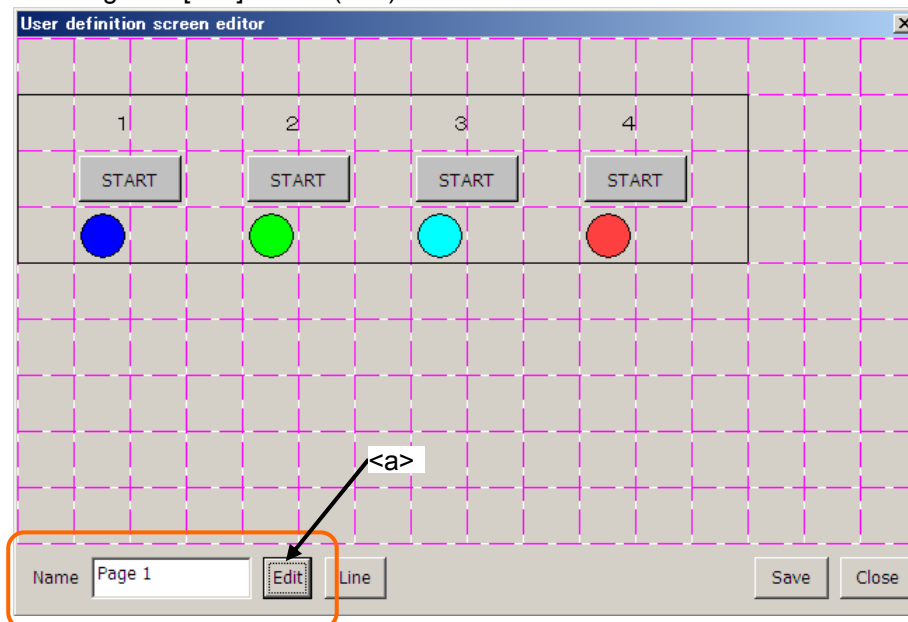 User definition screen editor
1 2 3 4
START START START START
<a>
Name Page 1 Edit Line Save Close